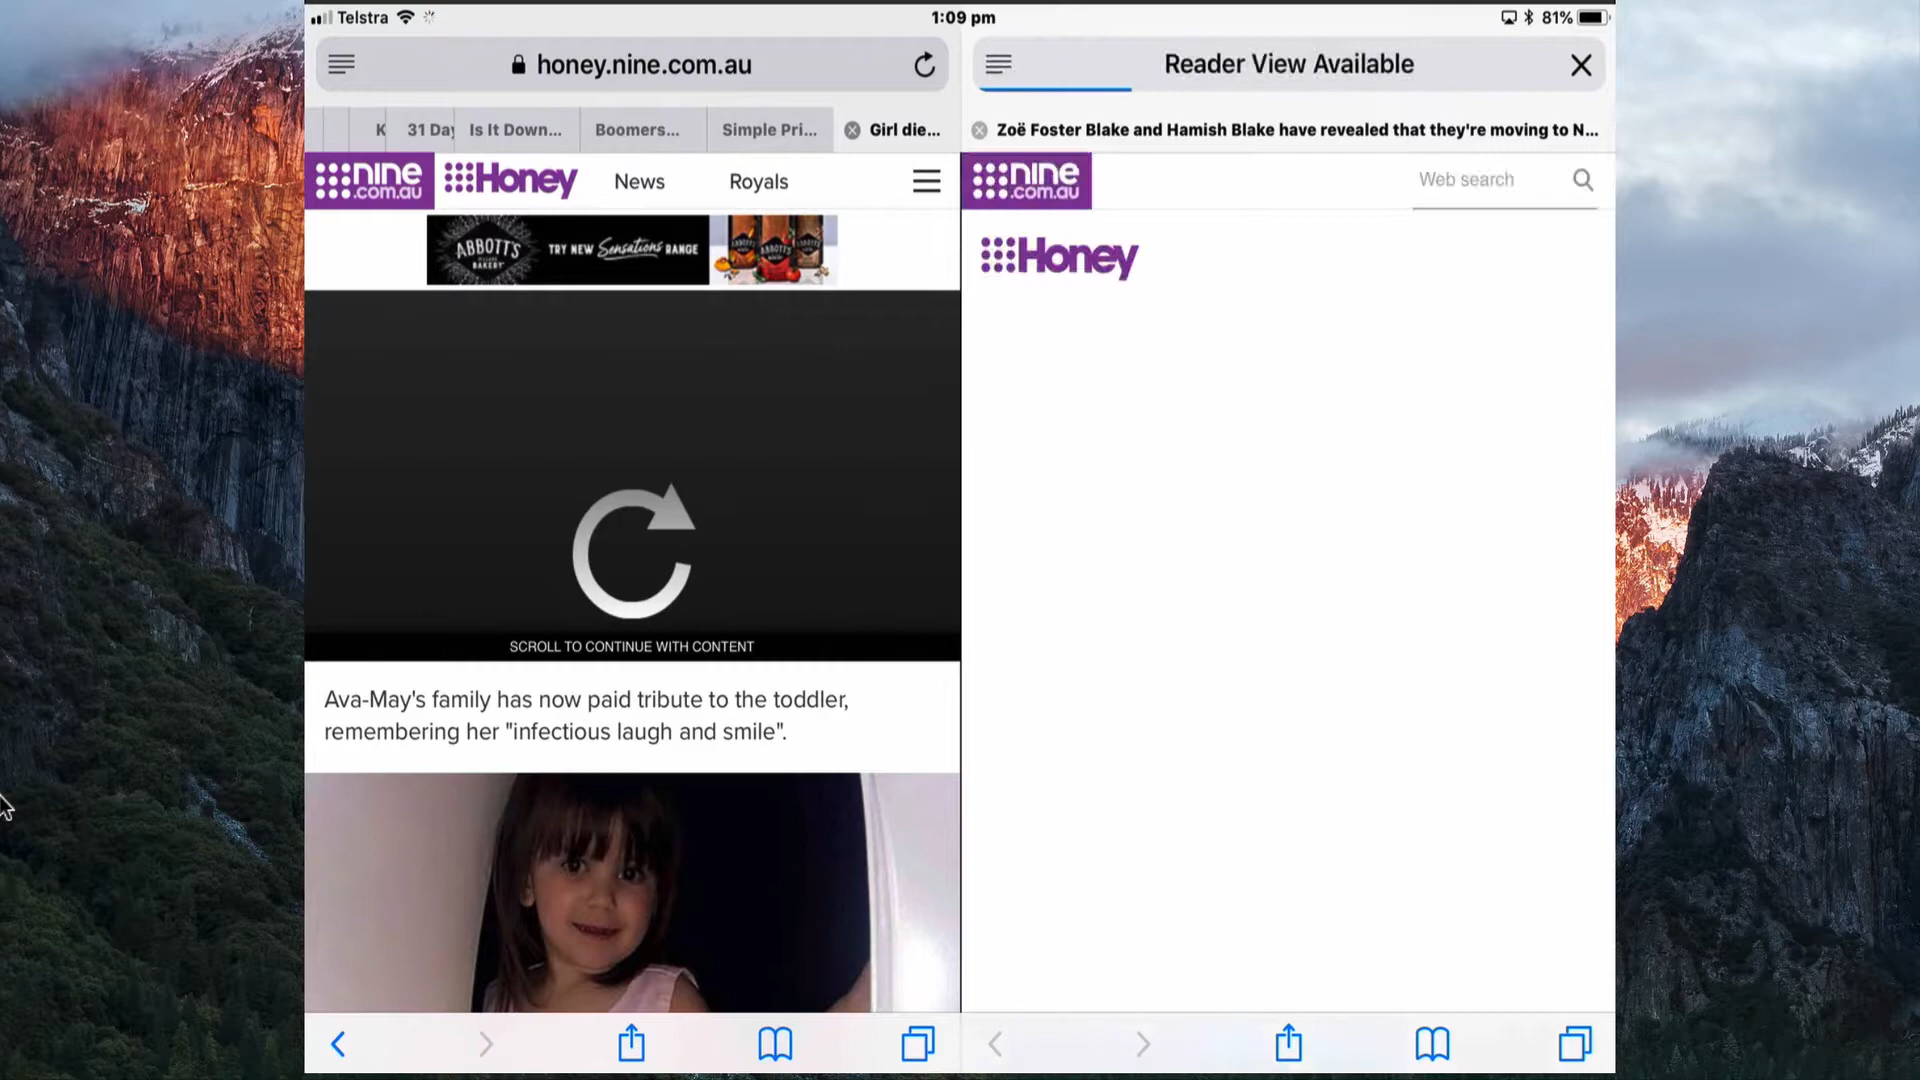 Telstra
1:09 pm
81%
honey.nine.com.au
Reader View Available
K
31 Day
Is It Down...
Boomers...
Simple Pri...
Girl die...
Zoë Foster Blake and Hamish Blake have revealed that they're moving to N...
nine
.com.au
Honey
News
Royals
nine
.com.au
Web search
ABBOTT'S
BAKERY
TRY NEW Sensations RANGE
Honey
SCROLL TO CONTINUE WITH CONTENT
Ava-May's family has now paid tribute to the toddler,
remembering her "infectious laugh and smile".